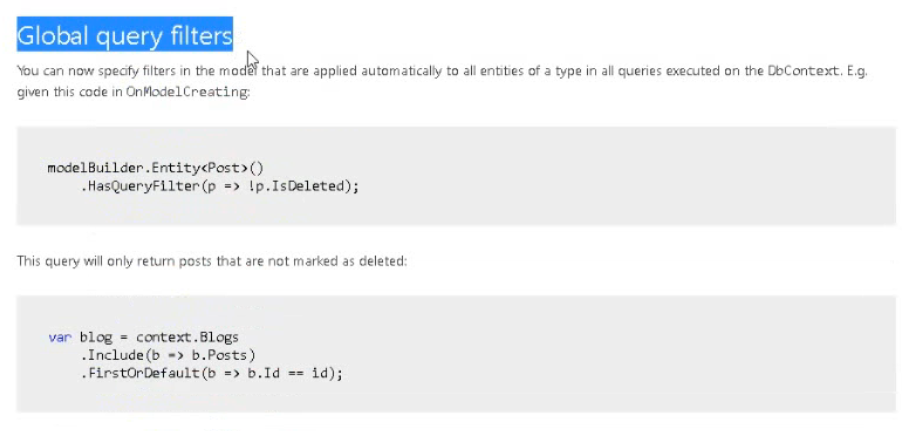 Global query filters
You can now specify filters in the model that are applied automatically to all entities of a type in all queries executed on the DbContext. E.g.
given this code in OnModelCreating:
modelBuilder.Entity<Post>()
.HasQueryFilter(p => !p.IsDeleted);
This query will only return posts that are not marked as deleted:
var blog = context.Blogs
.Include(b => b.Posts)
.FirstOrDefault(b => b.Id == id);